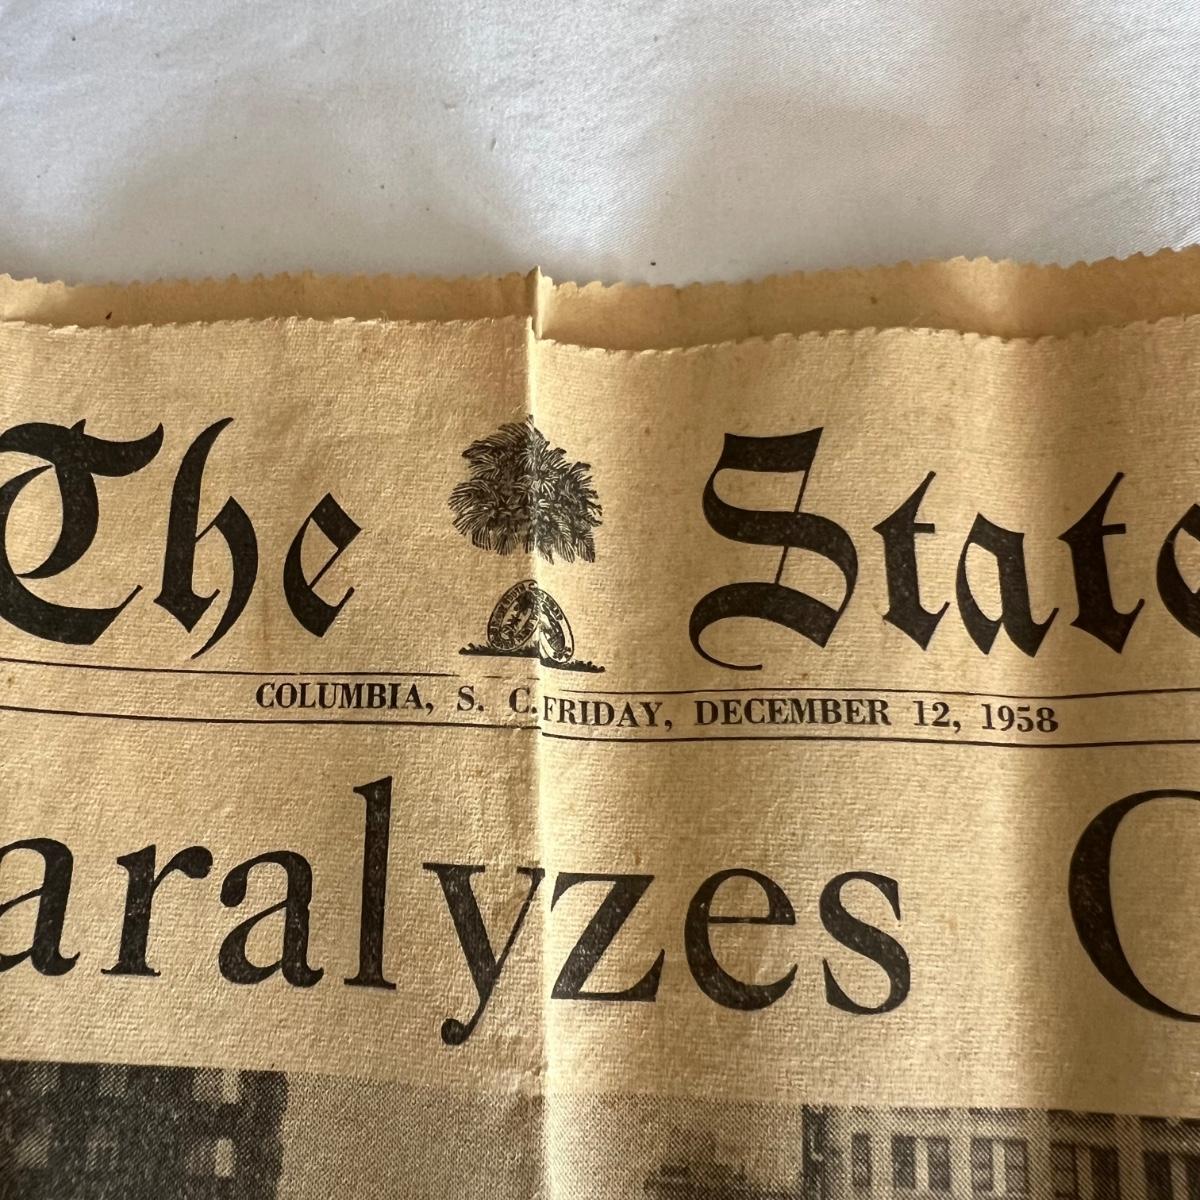 The State
COLUMBIA, S. C. FRIDAY, DECEMBER 12, 1958
aralyzes C